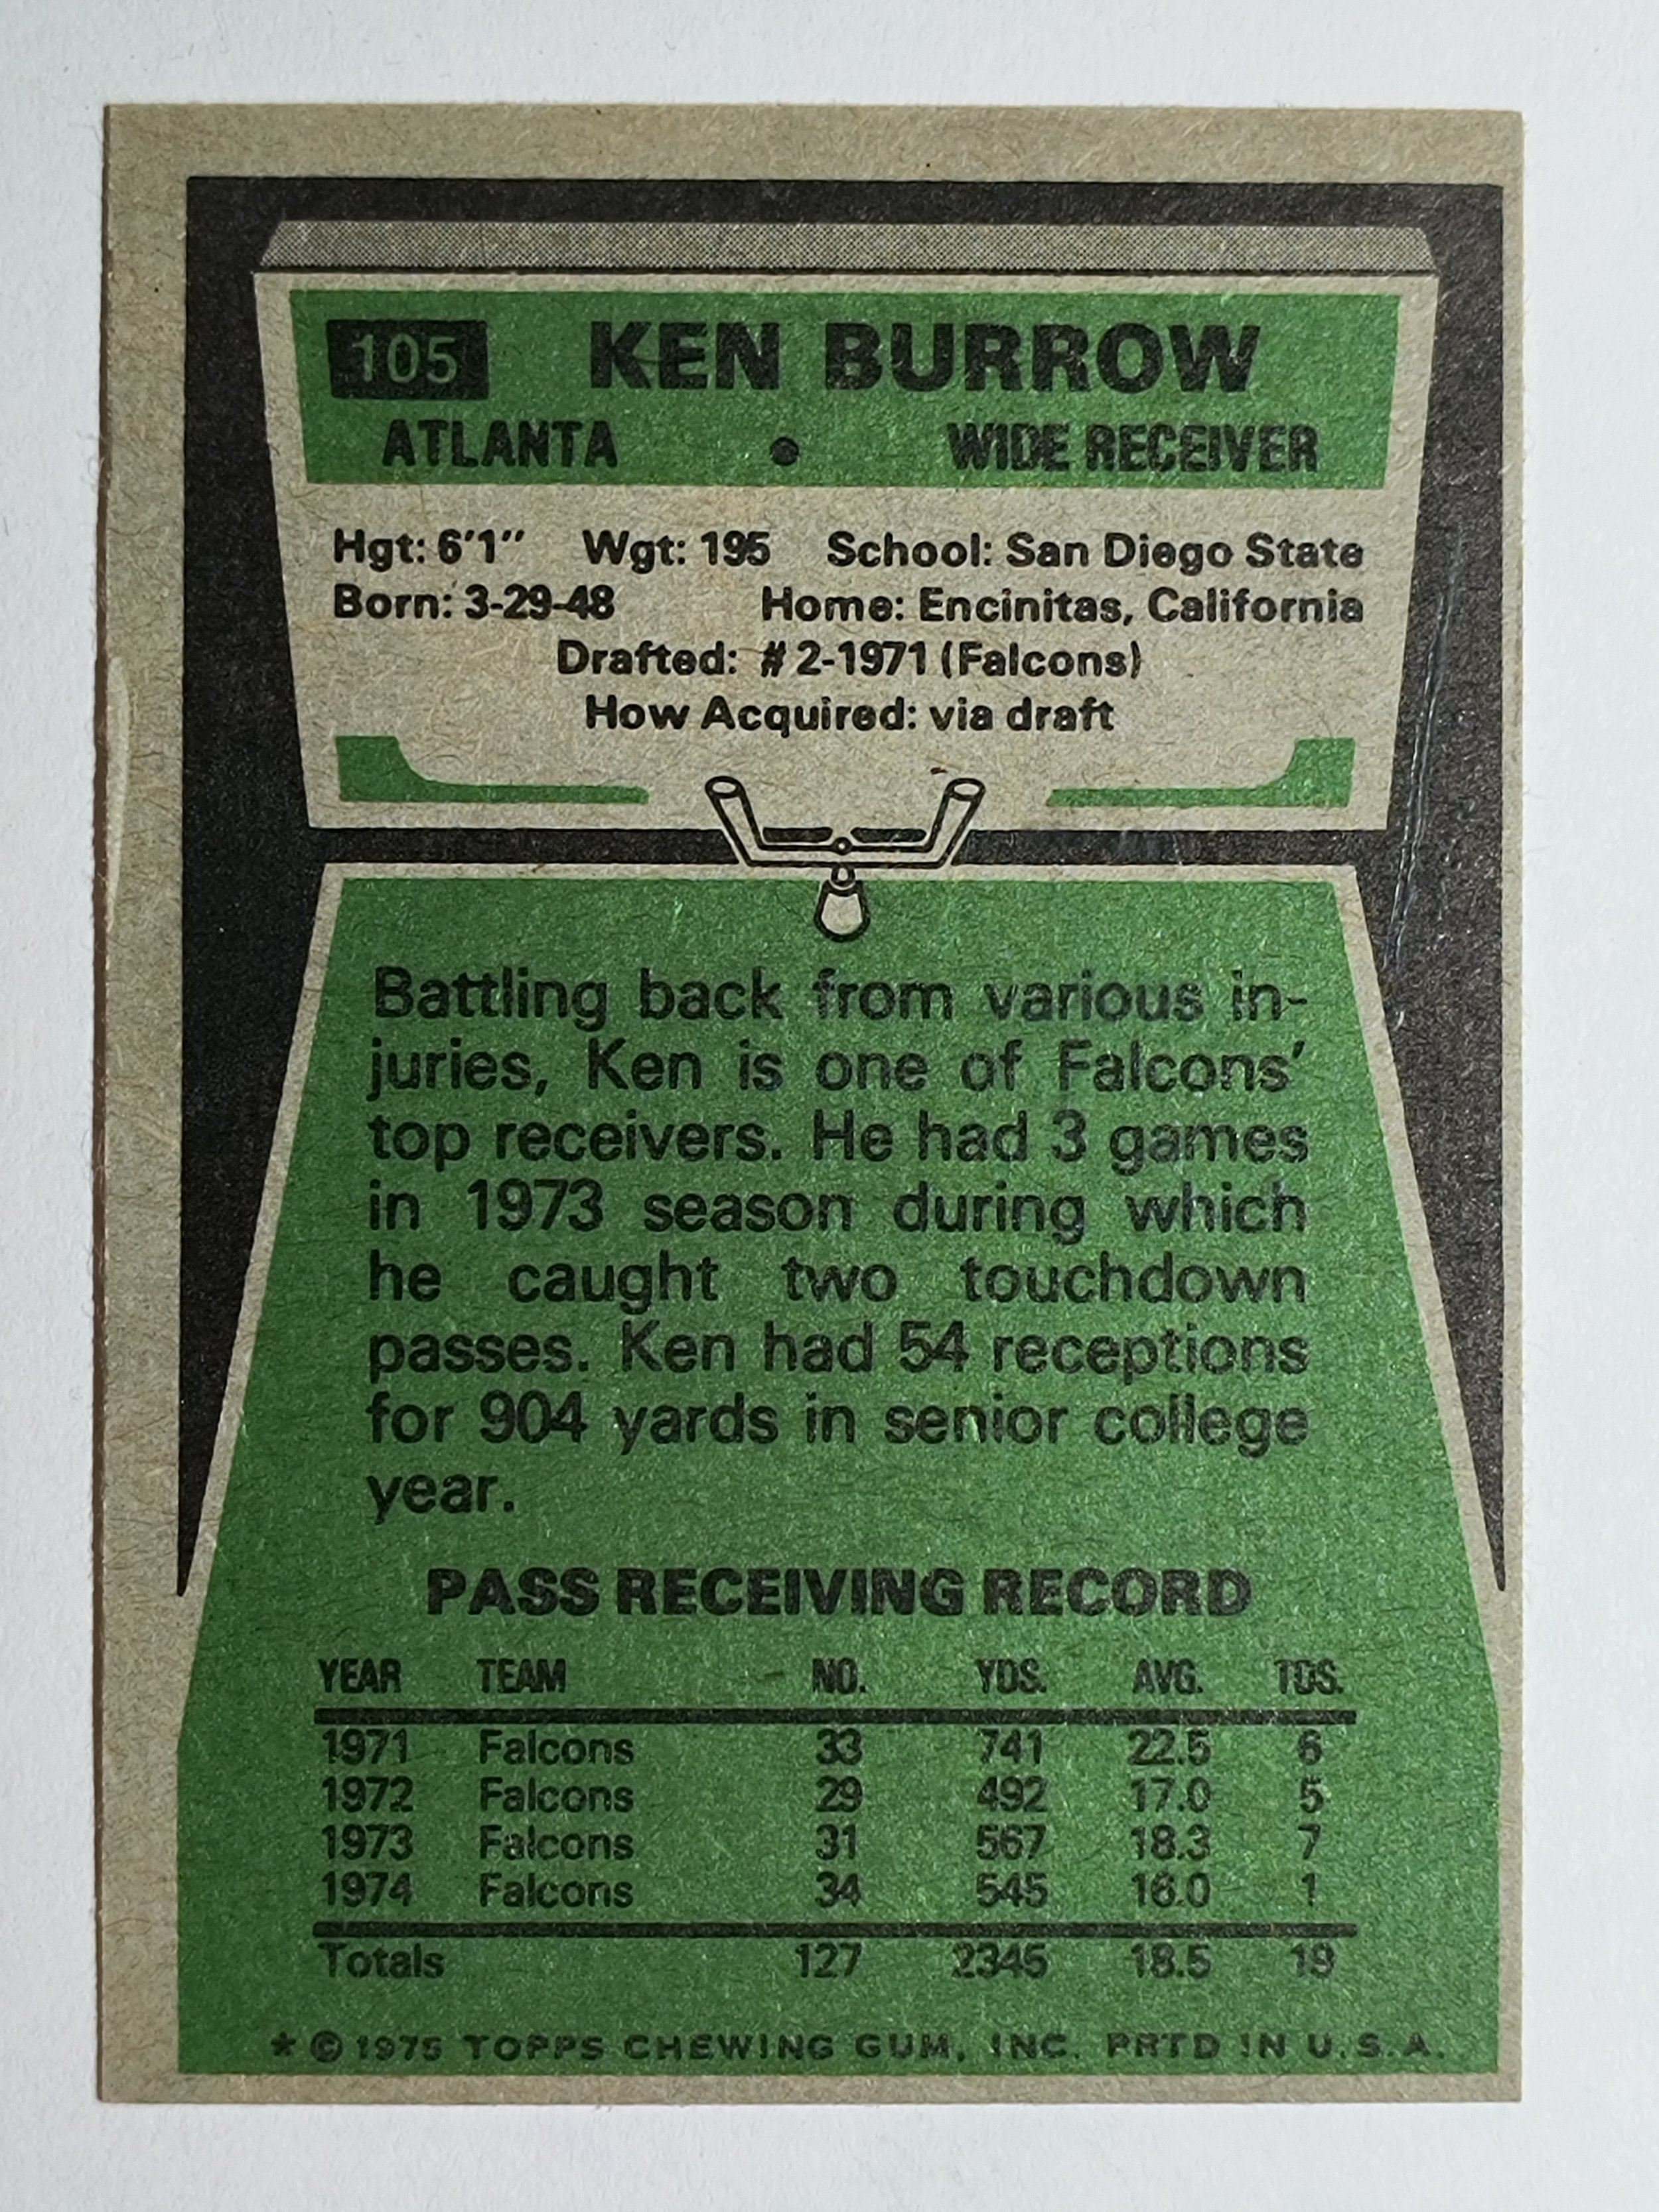 105 KEN BURROW
ATLANTA • WIDE RECEIVER
Hgt: 6'1" Wgt: 195 School: San Diego State
Born: 3-29-48 Home: Encinitas, California
Drafted: #2-1971 (Falcons)
How Acquired: via draft
Battling back from various in-
juries, Ken is one of Falcons'
top receivers. He had 3 games
in 1973 season during which
he caught two touchdown
passes. Ken had 54 receptions
for 904 yards in senior college
year.
PASS RECEIVING RECORD
YEAR TEAM NO. YDS. AVG. TDS.
1971 Falcons 33 741 22.5 6
1972 Falcons 29 492 17.0 5
1973 Falcons 31 567 18.3 7
1974 Falcons 34 545 16.0 1
Totals 127 2345 18.5 19
* © 1975 TOPPS CHEWING GUM, INC. PRTD IN U.S.A.